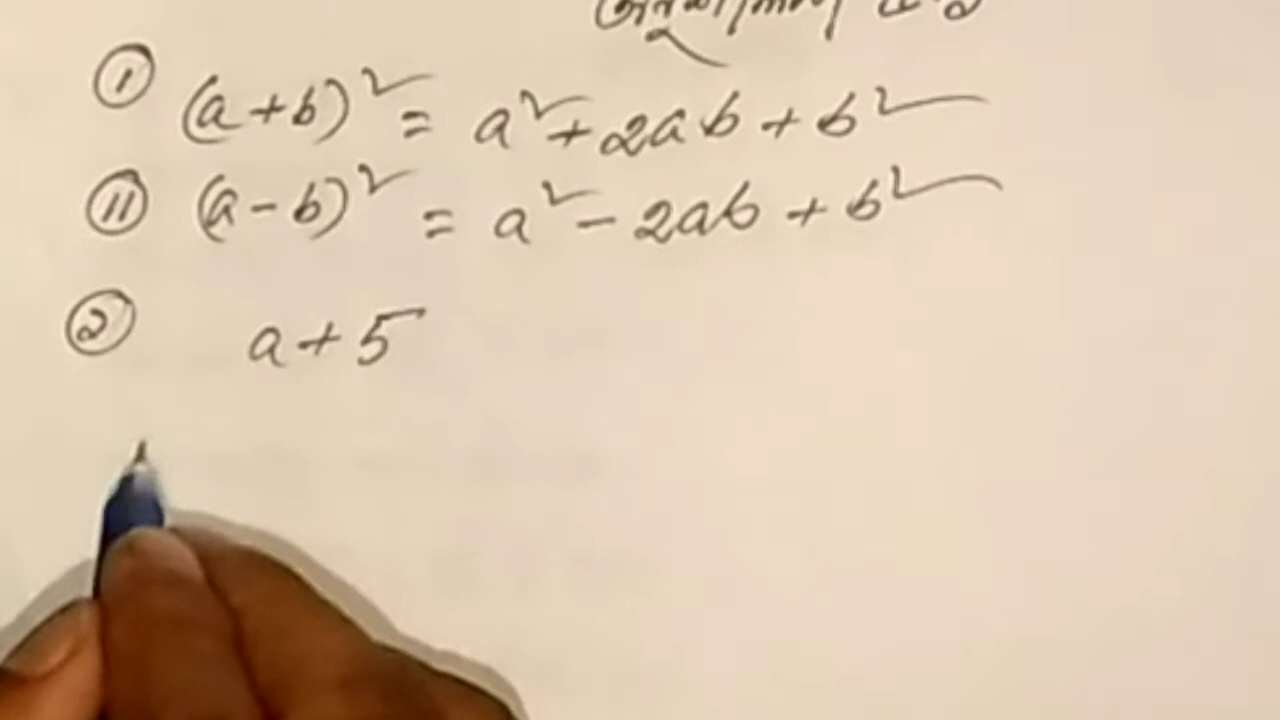 ① (a+b)² = a²+2ab+b²
⑪ (a-b)² = a²-2ab+b²
② a+5